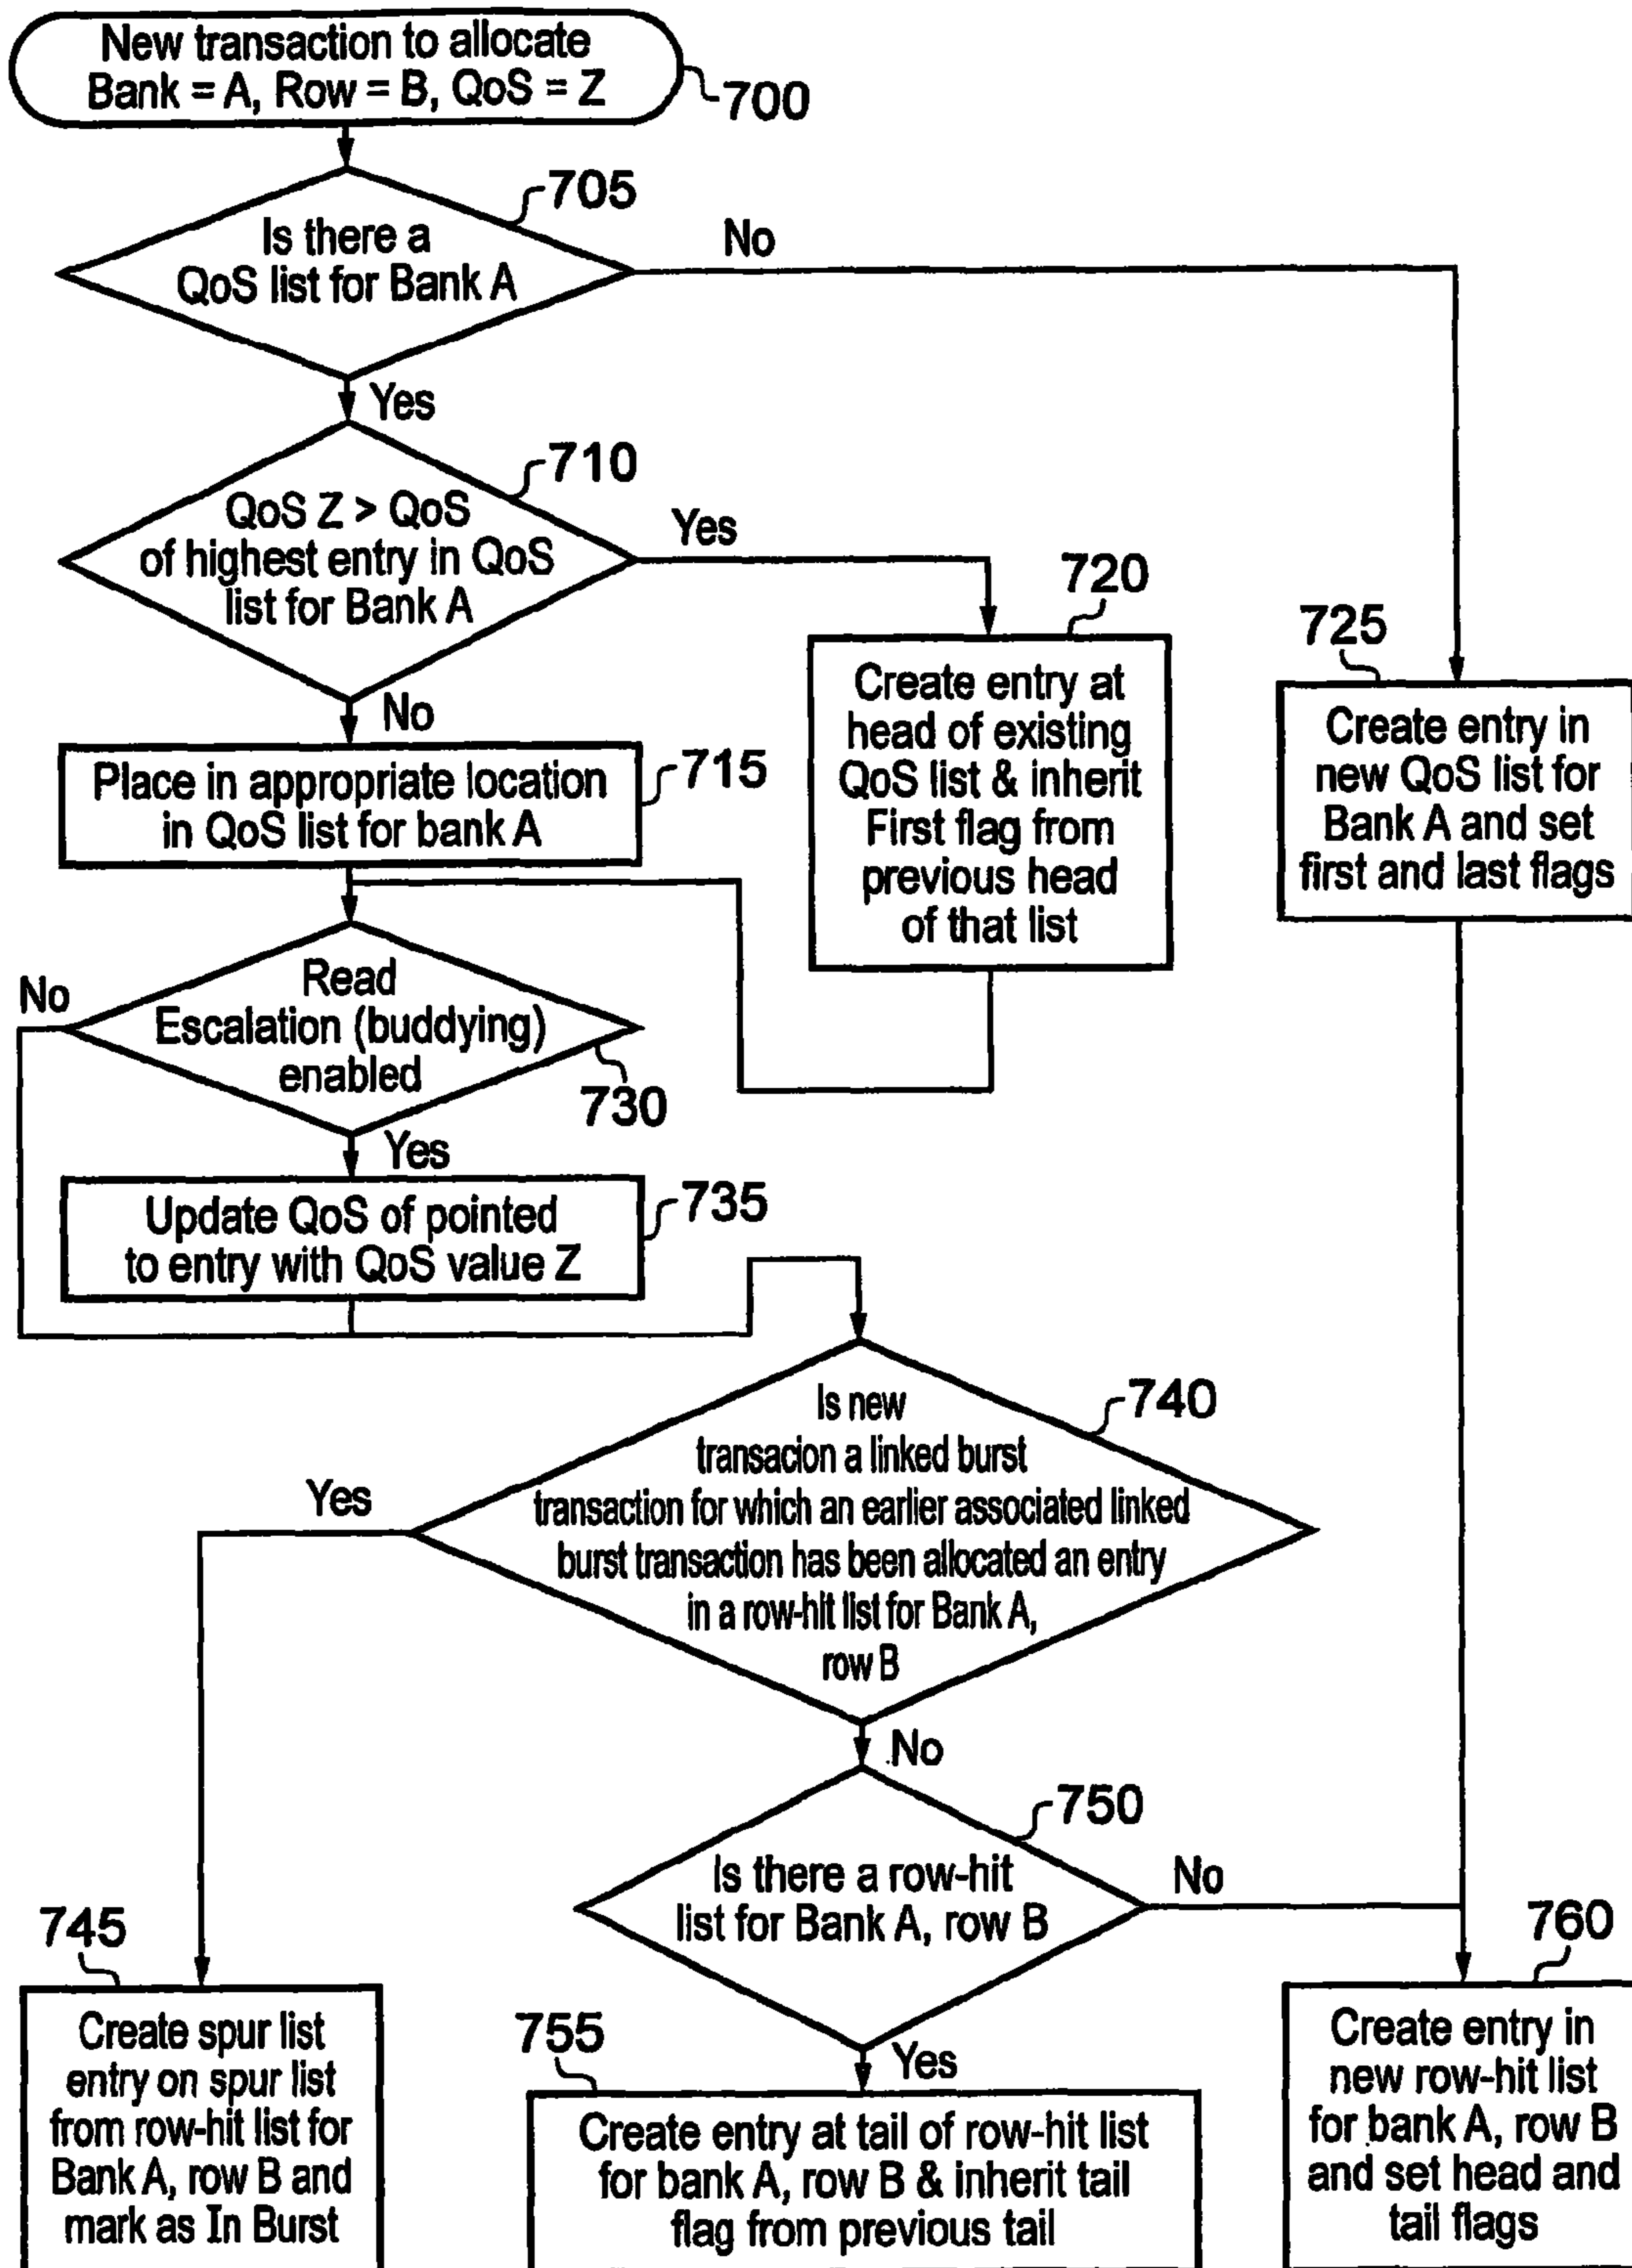 New transaction to allocate
Bank = A, Row = B, QoS = Z
700
705
Is there a
QoS list for Bank A
No
Yes
710
QoS Z > QoS
of highest entry in QoS
list for Bank A
Yes
No
715
Place in appropriate location
in QoS list for bank A
720
Create entry at
head of existing
QoS list & inherit
First flag from
previous head
of that list
725
Create entry in
new QoS list for
Bank A and set
first and last flags
No
Read
Escalation (buddying)
enabled
730
Yes
735
Update QoS of pointed
to entry with QoS value Z
740
Is new
transacion a linked burst
transaction for which an earlier associated linked
burst transaction has been allocated an entry
in a row-hit list for Bank A,
row B
Yes
No
750
Is there a row-hit
list for Bank A, row B
No
Yes
745
Create spur list
entry on spur list
from row-hit list for
Bank A, row B and
mark as In Burst
755
Create entry at tail of row-hit list
for bank A, row B & inherit tail
flag from previous tail
760
Create entry in
new row-hit list
for bank A, row B
and set head and
tail flags